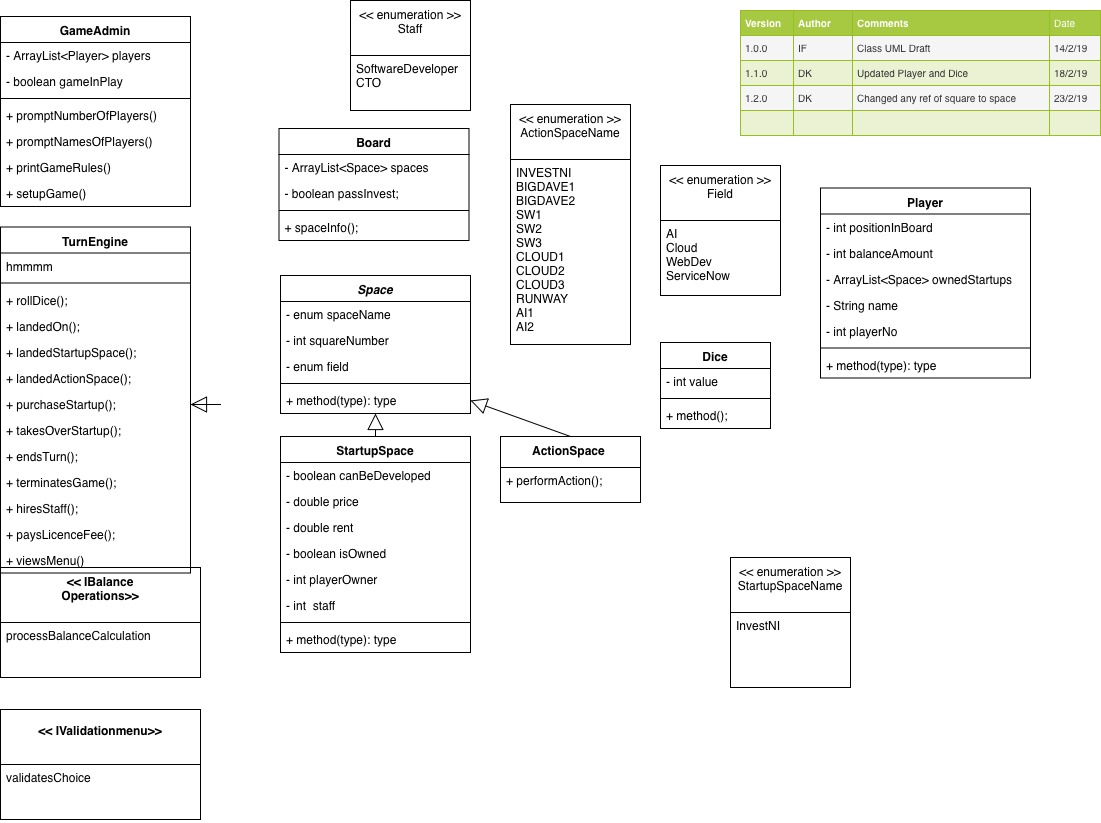 GameAdmin
- ArrayList<Player> players
- boolean gameInPlay
+ promptNumberOfPlayers()
+ promptNamesOfPlayers()
+ printGameRules()
+ setupGame()
TurnEngine
hmmmm
+ rollDice();
+ landedOn();
+ landedStartupSpace();
+ landedActionSpace();
+ purchaseStartup();
+ takesOverStartup();
+ endsTurn();
+ terminatesGame();
+ hiresStaff();
+ paysLicenceFee();
+ viewsMenu()
<< IBalance
Operations>>
processBalanceCalculation
<< IValidationmenu>>
validatesChoice
<< enumeration >>
Staff
SoftwareDeveloper
CTO
Board
- ArrayList<Space> spaces
- boolean passInvest;
+ spaceInfo();
Space
- enum spaceName
- int squareNumber
- enum field
+ method(type): type
StartupSpace
- boolean canBeDeveloped
- double price
- double rent
- boolean isOwned
- int playerOwner
- int  staff
+ method(type): type
<< enumeration >>
ActionSpaceName
INVESTNI
BIGDAVE1
BIGDAVE2
SW1
SW2
SW3
CLOUD1
CLOUD2
CLOUD3
RUNWAY
AI1
AI2
ActionSpace
+ performAction();
<< enumeration >>
Field
AI
Cloud
WebDev
ServiceNow
Dice
- int value
+ method();
Version Author Comments Date
1.0.0 IF Class UML Draft 14/2/19
1.1.0 DK Updated Player and Dice 18/2/19
1.2.0 DK Changed any ref of square to space 23/2/19
Player
- int positionInBoard
- int balanceAmount
- ArrayList<Space> ownedStartups
- String name
- int playerNo
+ method(type): type
<< enumeration >>
StartupSpaceName
InvestNI